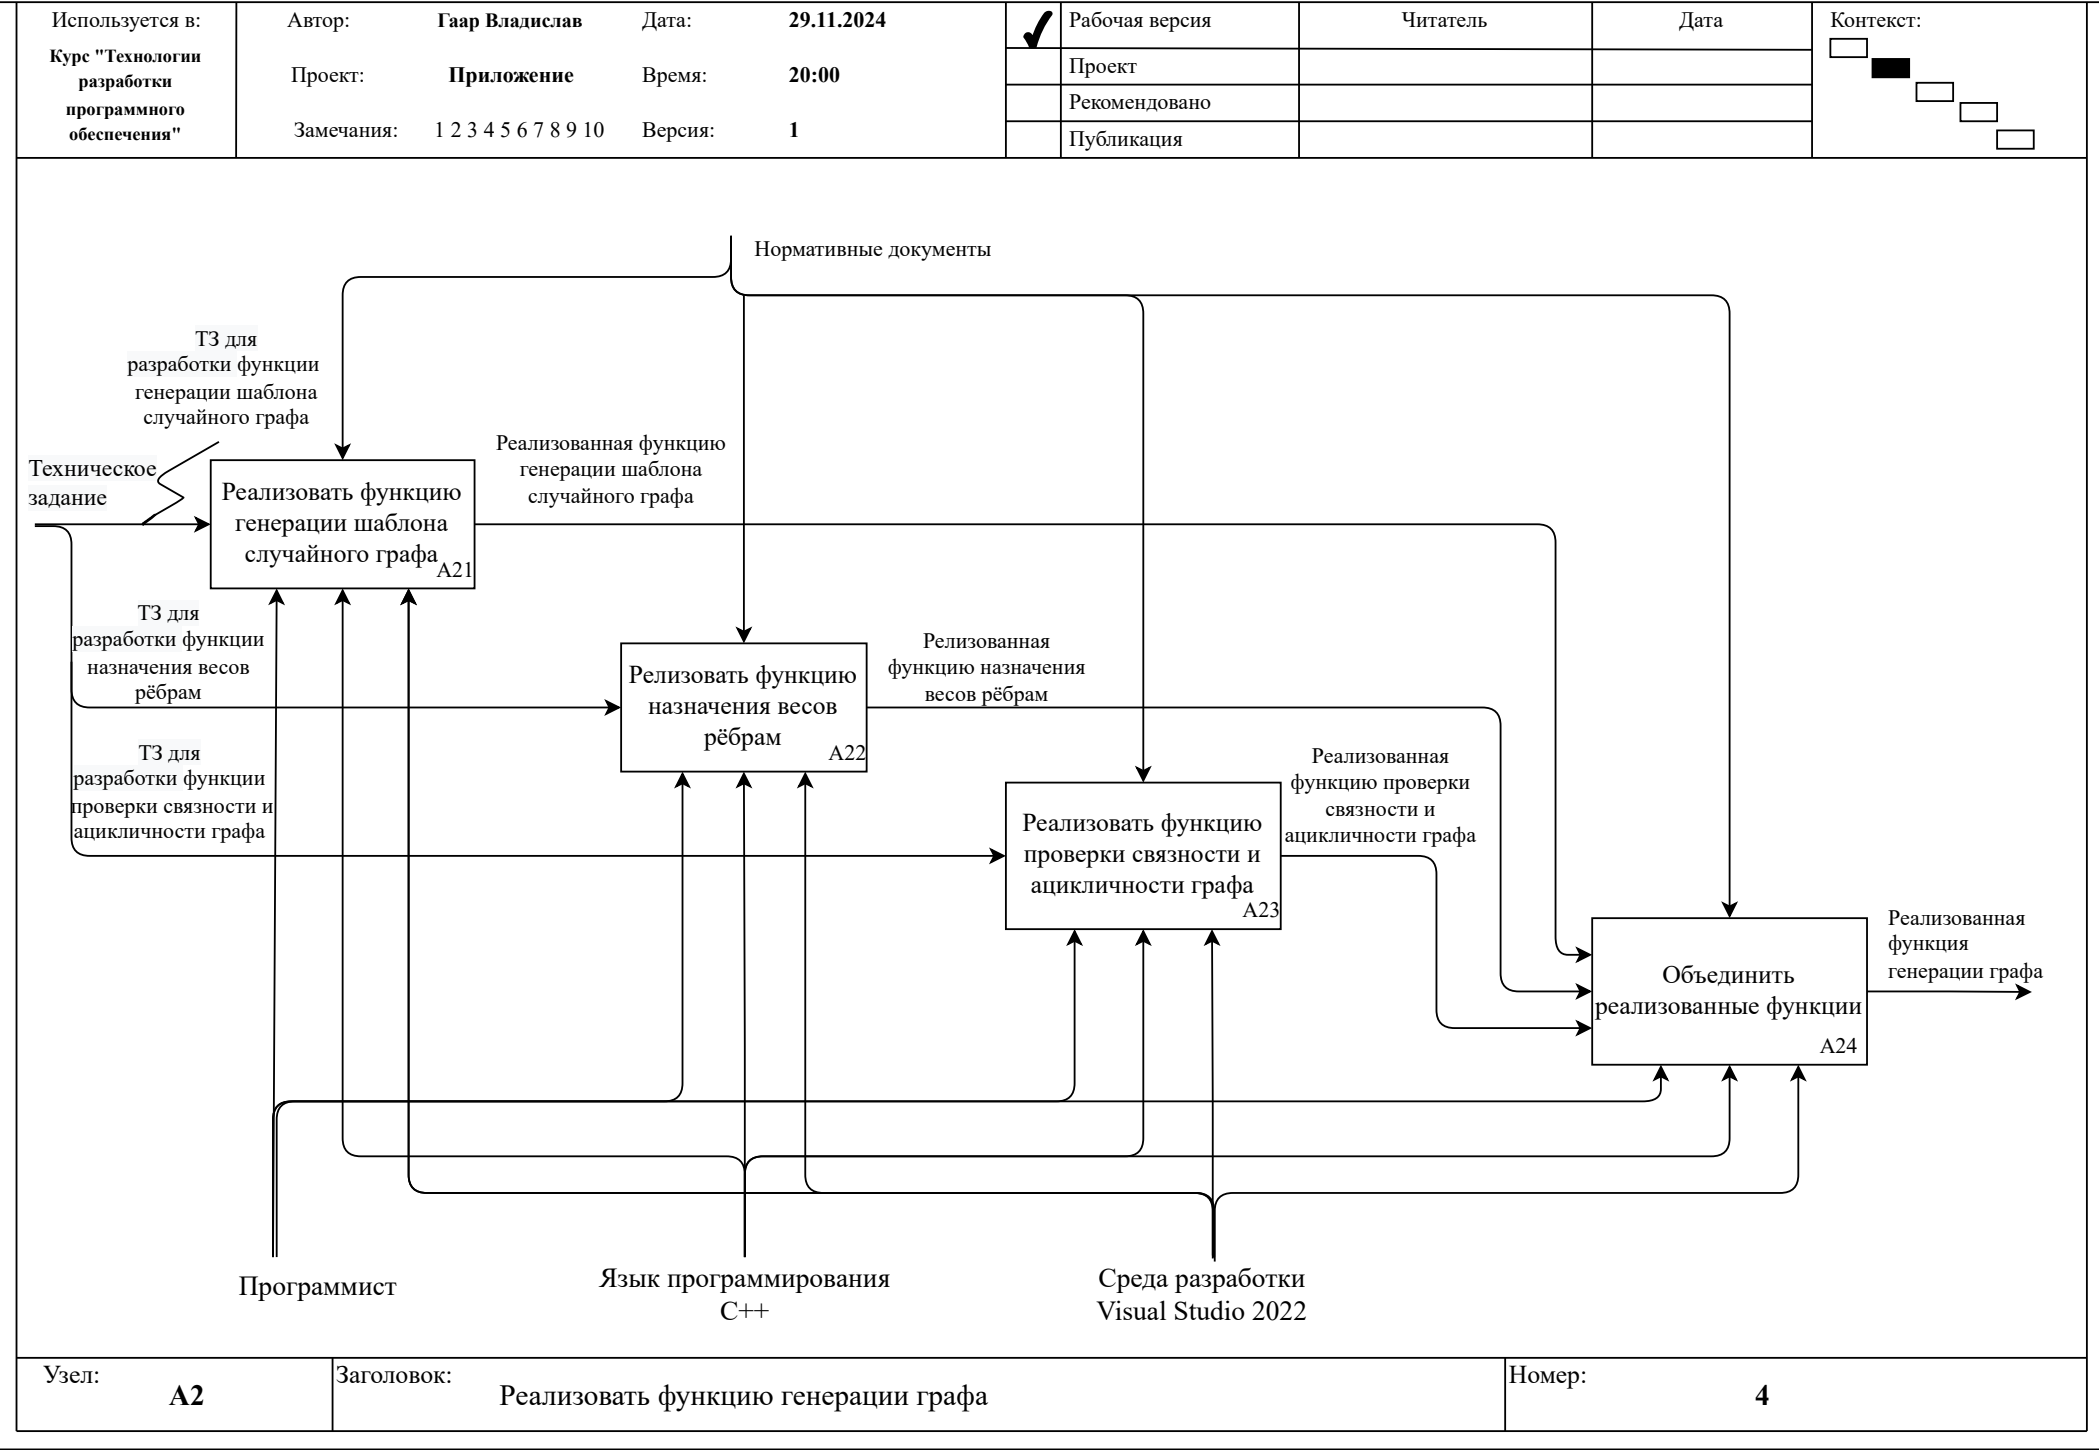 Используется в:
Курс "Технологии
разработки
программного
обеспечения"
Автор:
Гаар Владислав
Дата:
29.11.2024
Проект:
Приложение
Время:
20:00
Замечания:
1 2 3 4 5 6 7 8 9 10
Версия:
1
Рабочая версия
Читатель
Дата
Проект
Рекомендовано
Публикация
Контекст:
Нормативные документы
ТЗ для
разработки функции
генерации шаблона
случайного графа
Техническое
задание
Реализовать функцию
генерации шаблона
случайного графа
А21
Реализованная функцию
генерации шаблона
случайного графа
ТЗ для
разработки функции
назначения весов
рёбрам
Релизовать функцию
назначения весов
рёбрам
А22
Релизованная
функцию назначения
весов рёбрам
ТЗ для
разработки функции
проверки связности и
ацикличности графа
Реализовать функцию
проверки связности и
ацикличности графа
А23
Реализованная
функцию проверки
связности и
ацикличности графа
Объединить
реализованные функции
А24
Реализованная
функция
генерации графа
Программист
Язык программирования
C++
Среда разработки
Visual Studio 2022
Узел:
А2
Заголовок:
Реализовать функцию генерации графа
Номер:
4